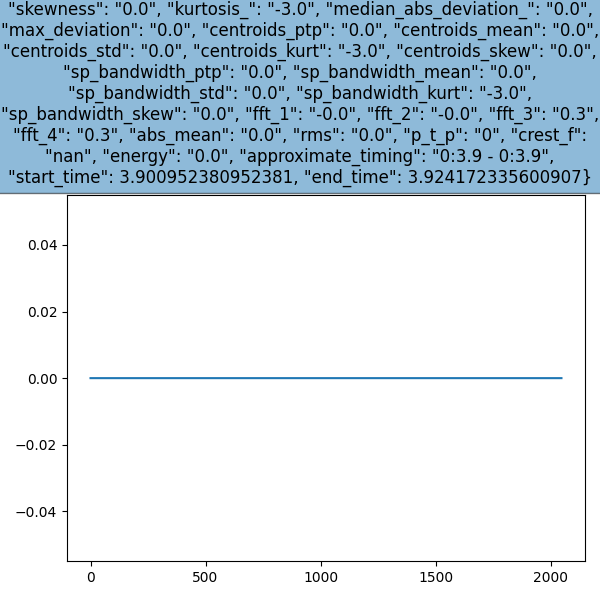 "skewness": "0.0", "kurtosis_": "-3.0", "median_abs_deviation_": "0.0",
"max_deviation": "0.0", "centroids_ptp": "0.0", "centroids_mean": "0.0",
"centroids_std": "0.0", "centroids_kurt": "-3.0", "centroids_skew": "0.0",
"sp_bandwidth_ptp": "0.0", "sp_bandwidth_mean": "0.0",
"sp_bandwidth_std": "0.0", "sp_bandwidth_kurt": "-3.0",
"sp_bandwidth_skew": "0.0", "fft_1": "-0.0", "fft_2": "-0.0", "fft_3": "0.3",
"fft_4": "0.3", "abs_mean": "0.0", "rms": "0.0", "p_t_p": "0", "crest_f":
"nan", "energy": "0.0", "approximate_timing": "0:3.9 - 0:3.9",
"start_time": 3.900952380952381, "end_time": 3.924172335600907}
0.04
0.02
0.00
−0.02
−0.04
0 500 1000 1500 2000